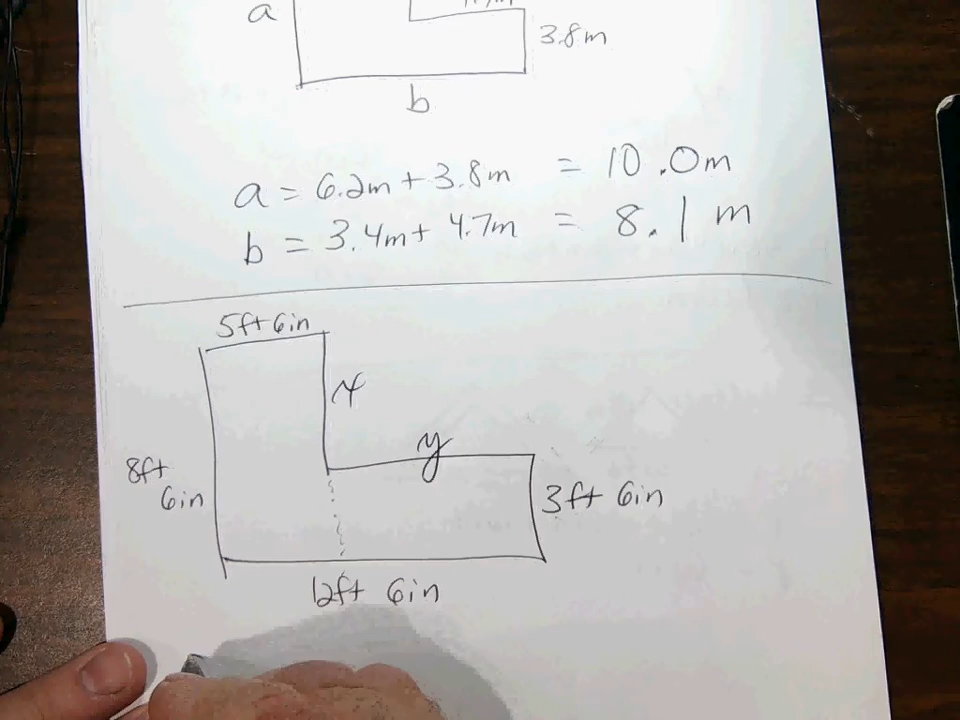 a
3.8m
b
a = 6.2m + 3.8m = 10.0m
b = 3.4m + 4.7m = 8.1 m
5ft 6in
x
y
8ft
6in
3ft 6in
12ft 6in